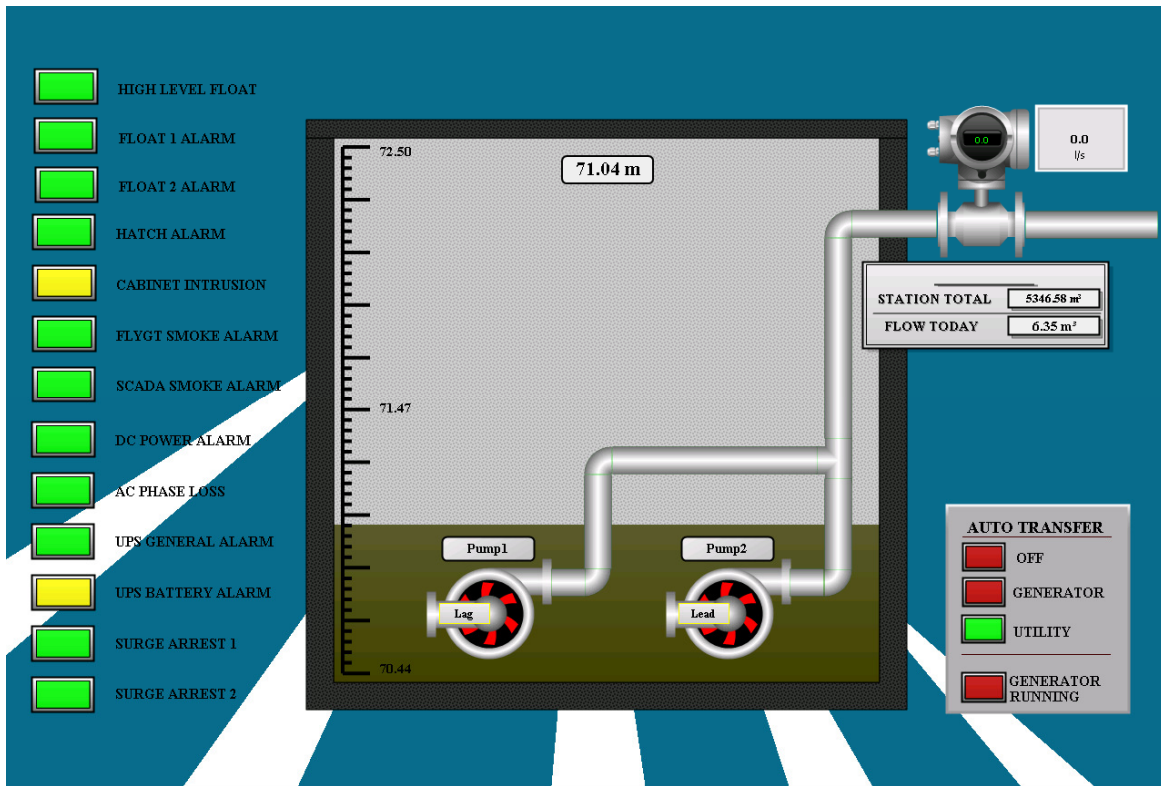 HIGH LEVEL FLOAT
FLOAT 1 ALARM
FLOAT 2 ALARM
HATCH ALARM
CABINET INTRUSION
FLYGT SMOKE ALARM
SCADA SMOKE ALARM
DC POWER ALARM
AC PHASE LOSS
UPS GENERAL ALARM
UPS BATTERY ALARM
SURGE ARREST 1
SURGE ARREST 2
72.50
71.04 m
71.47
70.44
Pump1
Lag
Pump2
Lead
0.0
0.0
l/s
STATION TOTAL 5346.58 m³
FLOW TODAY 6.35 m³
AUTO TRANSFER
OFF
GENERATOR
UTILITY
GENERATOR
RUNNING